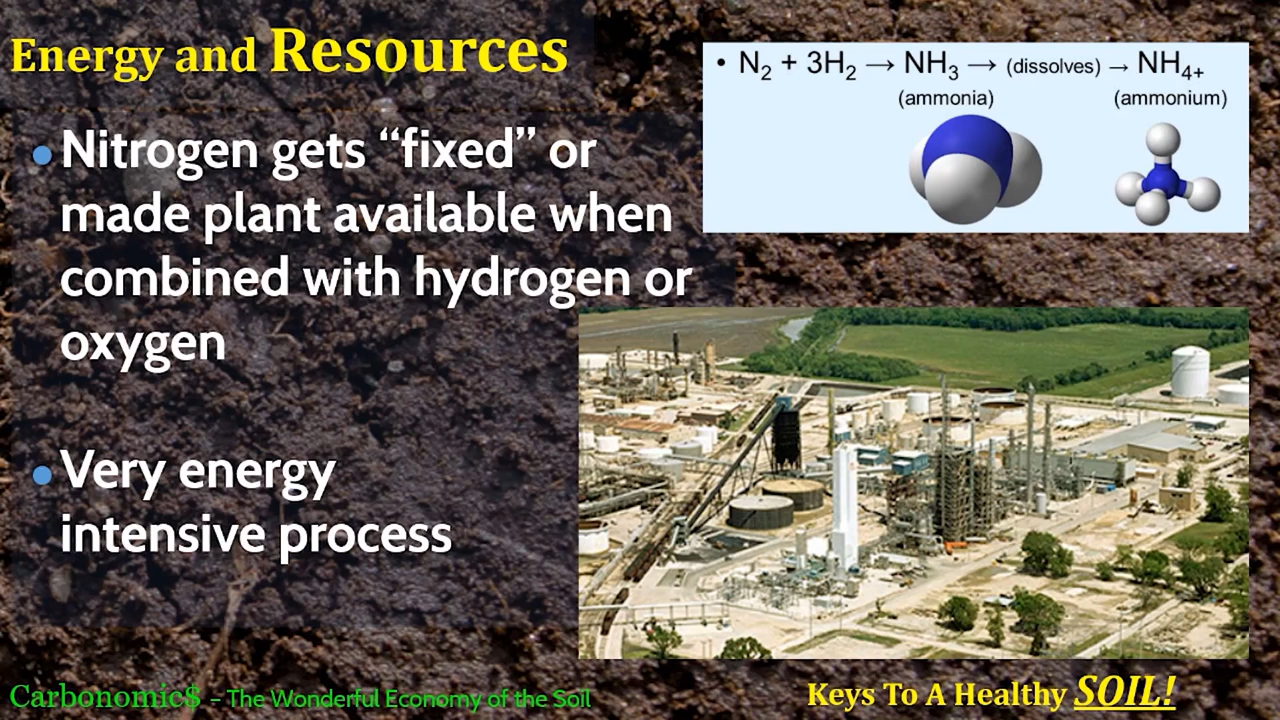 Energy and Resources
• N₂ + 3H₂ → NH₃ → (dissolves) → NH₄₊
(ammonia) (ammonium)
• Nitrogen gets “fixed” or
made plant available when
combined with hydrogen or
oxygen
• Very energy
intensive process
Carbonomic$ – The Wonderful Economy of the Soil
Keys To A Healthy SOIL!